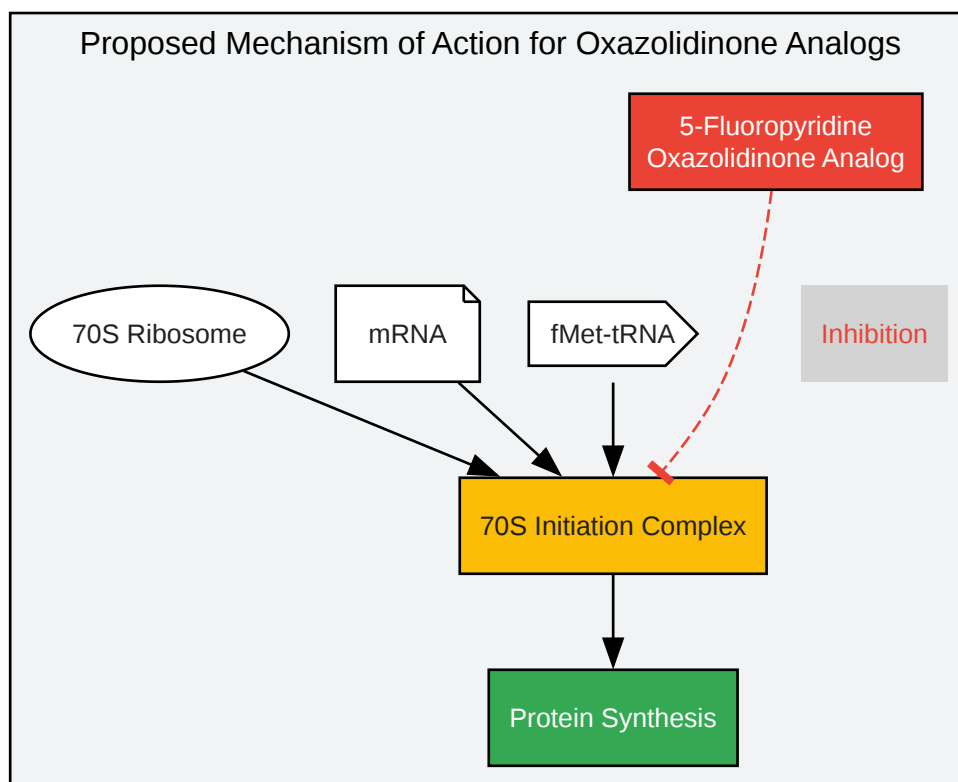 Proposed Mechanism of Action for Oxazolidinone Analogs
5-Fluoropyridine
Oxazolidinone Analog
70S Ribosome
mRNA
fMet-tRNA
Inhibition
70S Initiation Complex
Protein Synthesis